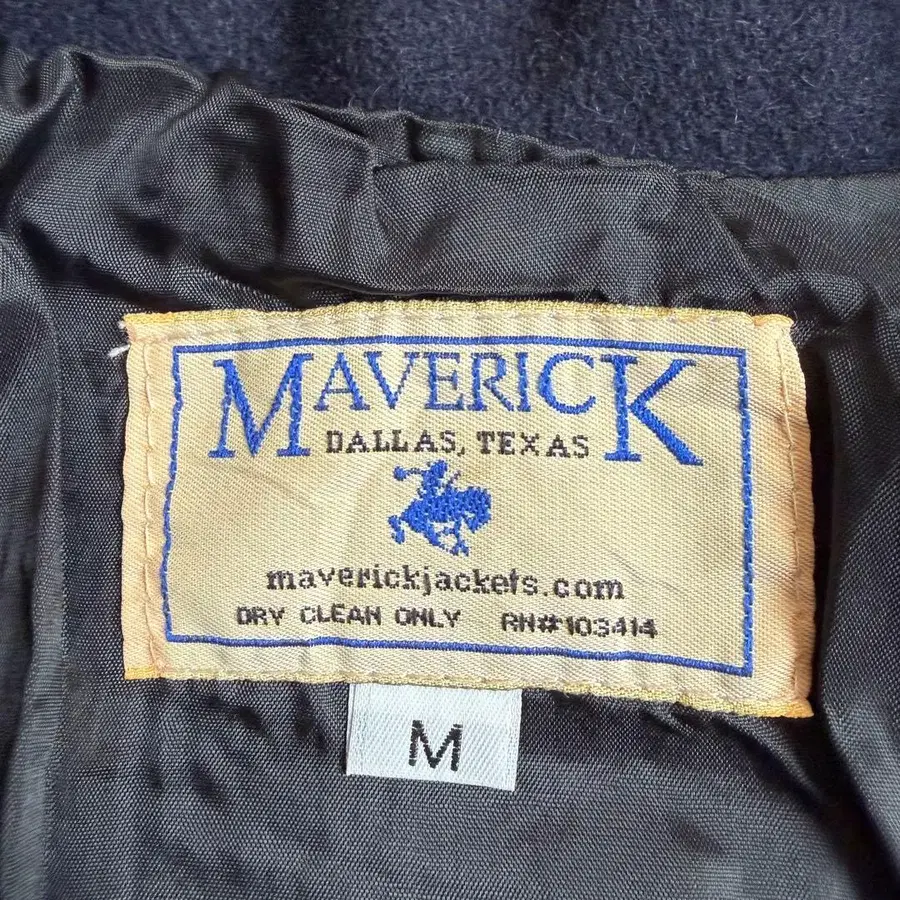 MAVERICK
DALLAS, TEXAS
maverickjackets.com
DRY CLEAN ONLY RN#103414
M